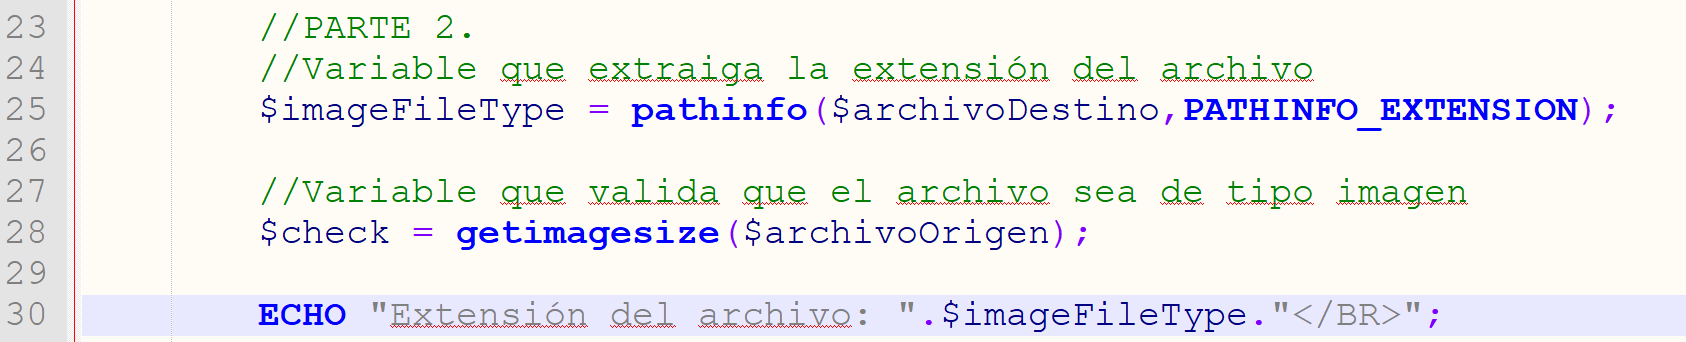 23 //PARTE 2.
24 //Variable que extraiga la extensión del archivo
25 $imageFileType = pathinfo($archivoDestino,PATHINFO_EXTENSION);
26
27 //Variable que valida que el archivo sea de tipo imagen
28 $check = getimagesize($archivoOrigen);
29
30 ECHO "Extensión del archivo: ".$imageFileType."</BR>";